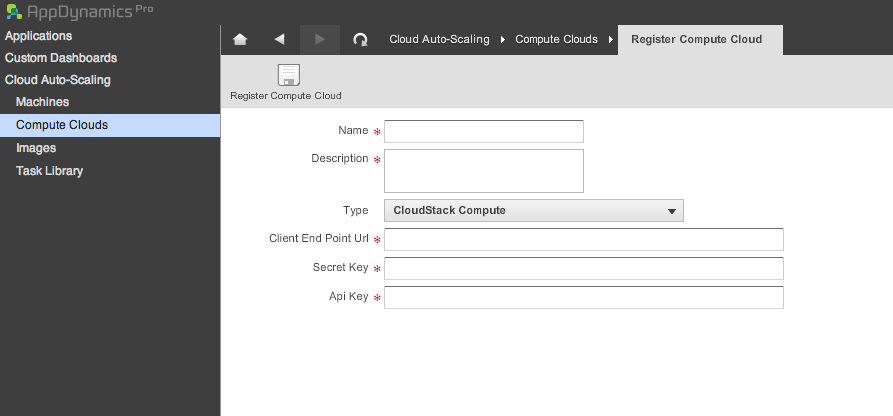 AppDynamics Pro
Applications
Custom Dashboards
Cloud Auto-Scaling
Machines
Compute Clouds
Images
Task Library
Cloud Auto-Scaling Compute Clouds Register Compute Cloud
Register Compute Cloud
Name *
Description *
Type CloudStack Compute
Client End Point Url *
Secret Key *
Api Key *